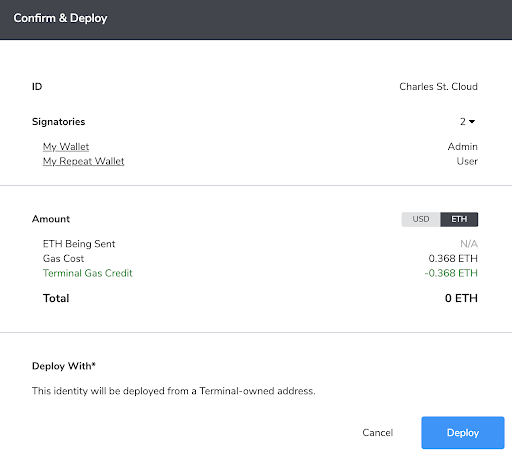 Confirm & Deploy
ID Charles St. Cloud
Signatories 2
My Wallet Admin
My Repeat Wallet User
Amount USD ETH
ETH Being Sent N/A
Gas Cost 0.368 ETH
Terminal Gas Credit -0.368 ETH
Total 0 ETH
Deploy With*
This identity will be deployed from a Terminal-owned address.
Cancel Deploy